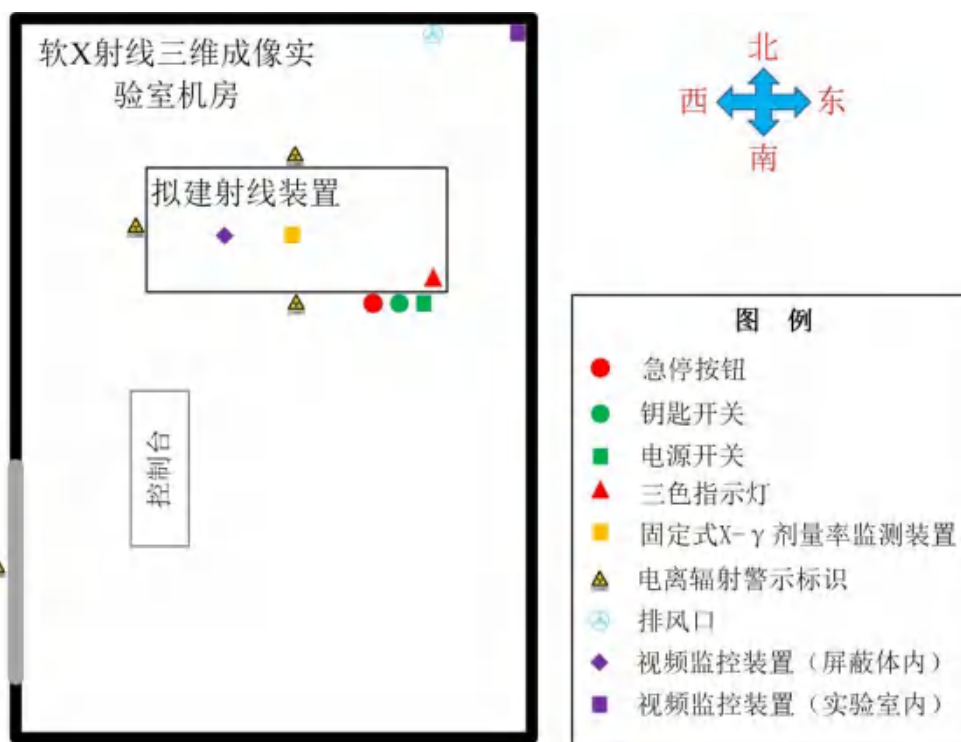 软X射线三维成像实
验室机房
北
西
东
南
拟建射线装置
控制台
图 例
急停按钮
钥匙开关
电源开关
三色指示灯
固定式X-γ剂量率监测装置
电离辐射警示标识
排风口
视频监控装置（屏蔽体内）
视频监控装置（实验室内）